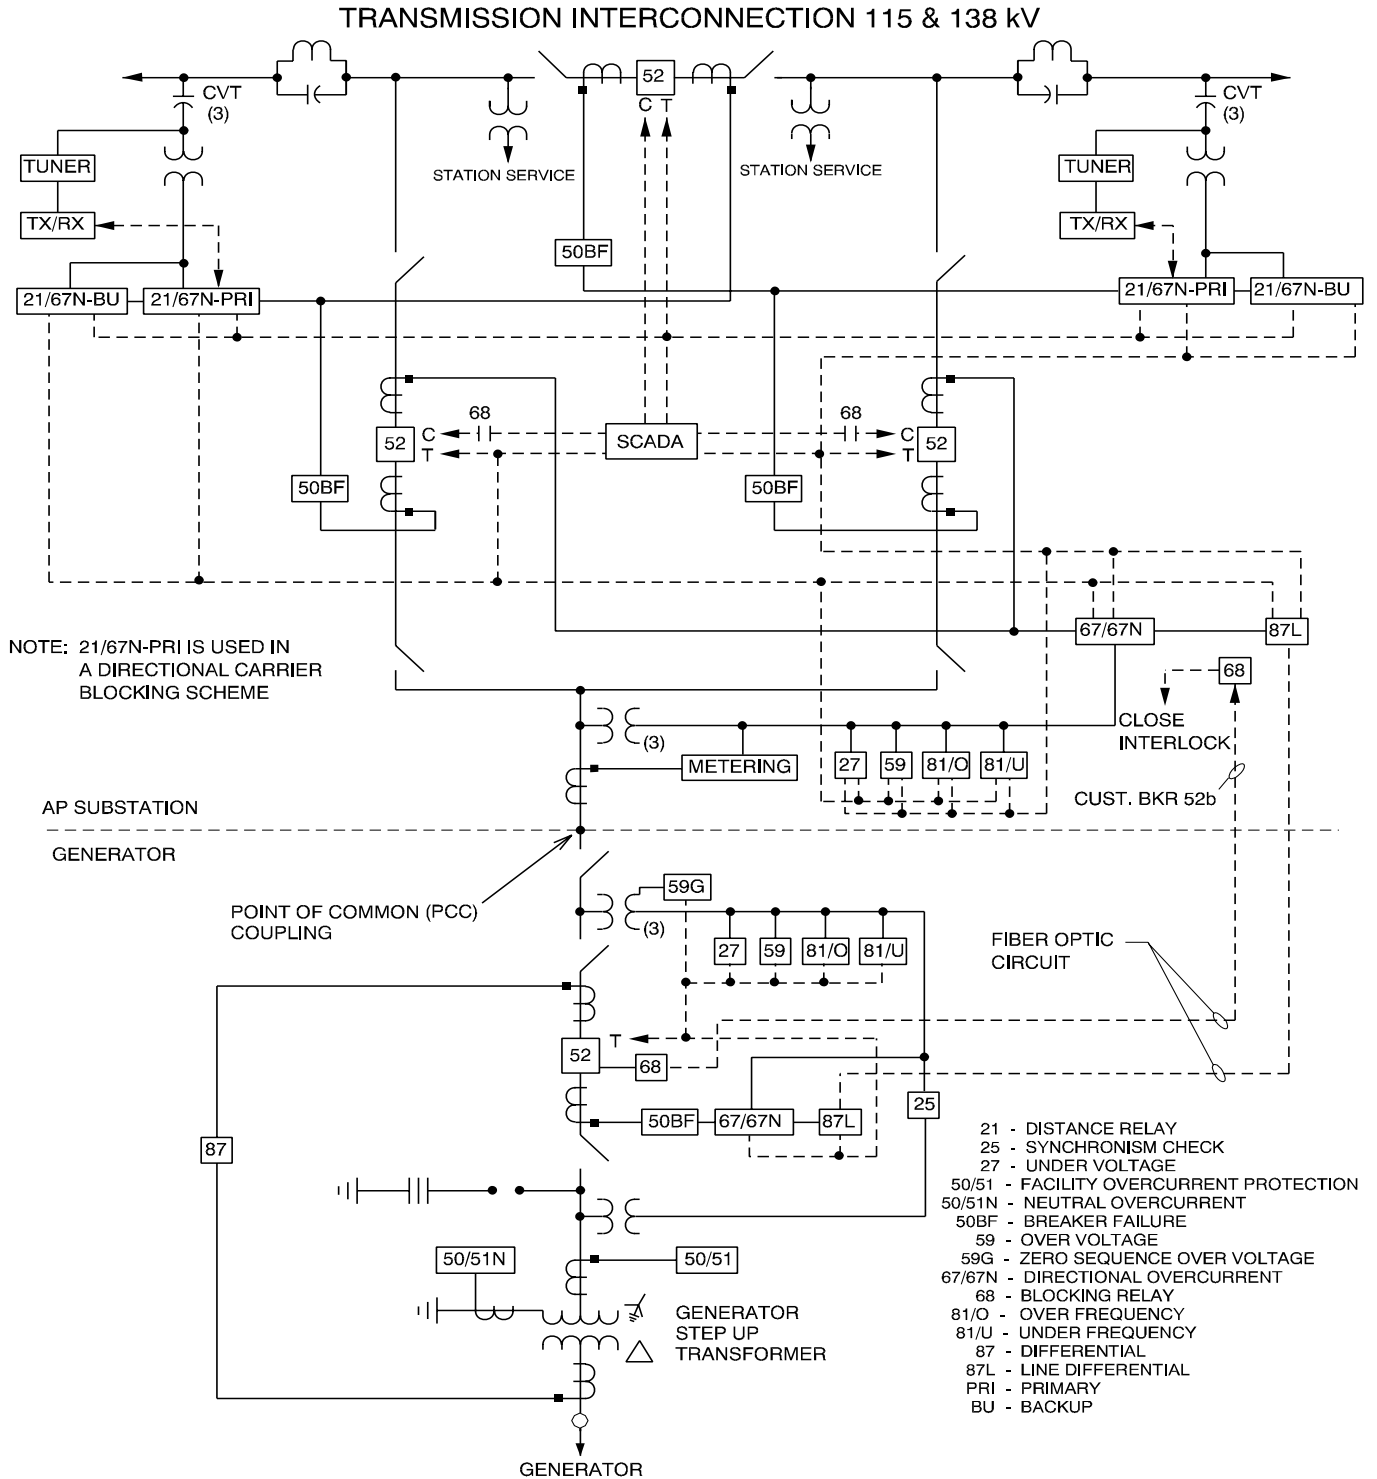 TRANSMISSION INTERCONNECTION 115 & 138 kV
CVT
(3)
52
C T
CVT
(3)
TUNER
STATION SERVICE
STATION SERVICE
TUNER
TX/RX
TX/RX
50BF
21/67N-BU
21/67N-PRI
21/67N-PRI
21/67N-BU
68
68
52
C
T
SCADA
C
T
52
50BF
50BF
67/67N
87L
NOTE: 21/67N-PRI IS USED IN
A DIRECTIONAL CARRIER
BLOCKING SCHEME
68
CLOSE
INTERLOCK
(3)
METERING
27
59
81/O
81/U
CUST. BKR 52b
AP SUBSTATION
GENERATOR
59G
POINT OF COMMON (PCC)
COUPLING
(3)
27
59
81/O
81/U
FIBER OPTIC
CIRCUIT
T
52
68
25
50BF
67/67N
87L
87
50/51N
50/51
GENERATOR
STEP UP
TRANSFORMER
GENERATOR
21 - DISTANCE RELAY
25 - SYNCHRONISM CHECK
27 - UNDER VOLTAGE
50/51 - FACILITY OVERCURRENT PROTECTION
50/51N - NEUTRAL OVERCURRENT
50BF - BREAKER FAILURE
59 - OVER VOLTAGE
59G - ZERO SEQUENCE OVER VOLTAGE
67/67N - DIRECTIONAL OVERCURRENT
68 - BLOCKING RELAY
81/O - OVER FREQUENCY
81/U - UNDER FREQUENCY
87 - DIFFERENTIAL
87L - LINE DIFFERENTIAL
PRI - PRIMARY
BU - BACKUP